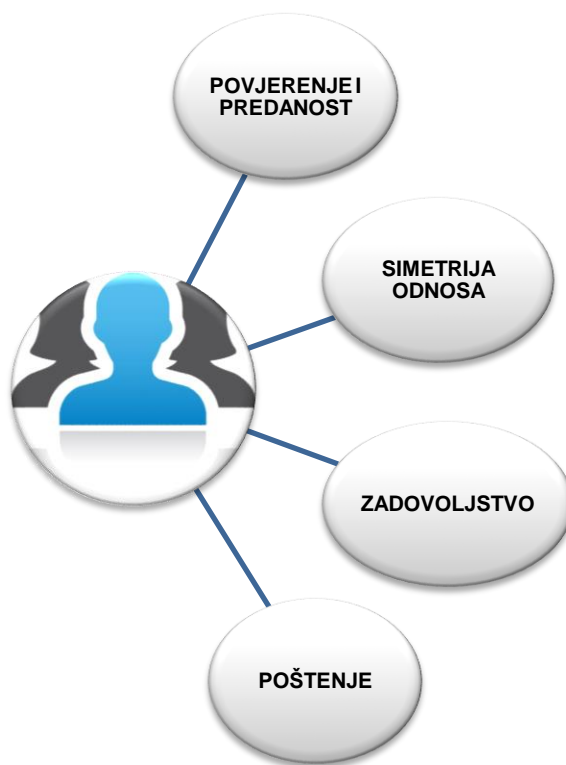 POVJERENJE I
PREDANOST
SIMETRIJA
ODNOSA
ZADOVOLJSTVO
POŠTENJE